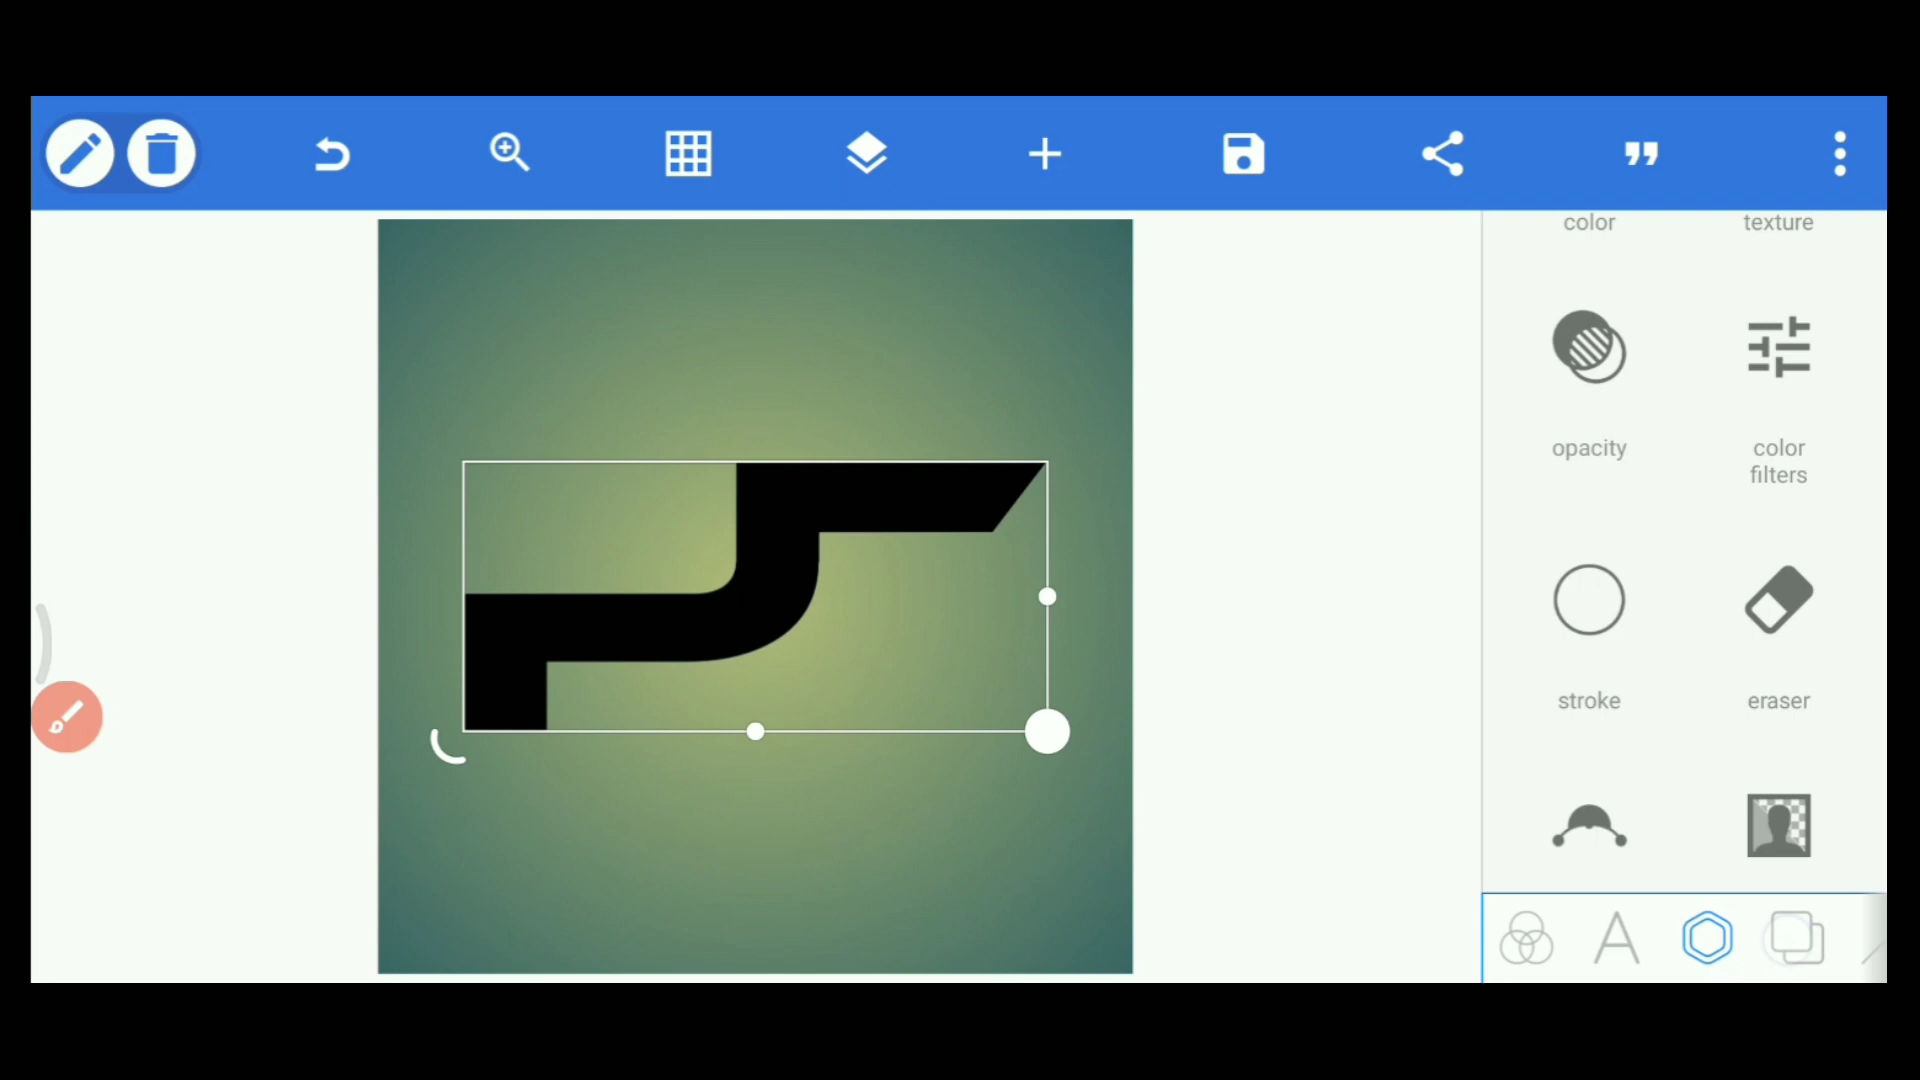 color texture
opacity color
filters
stroke eraser